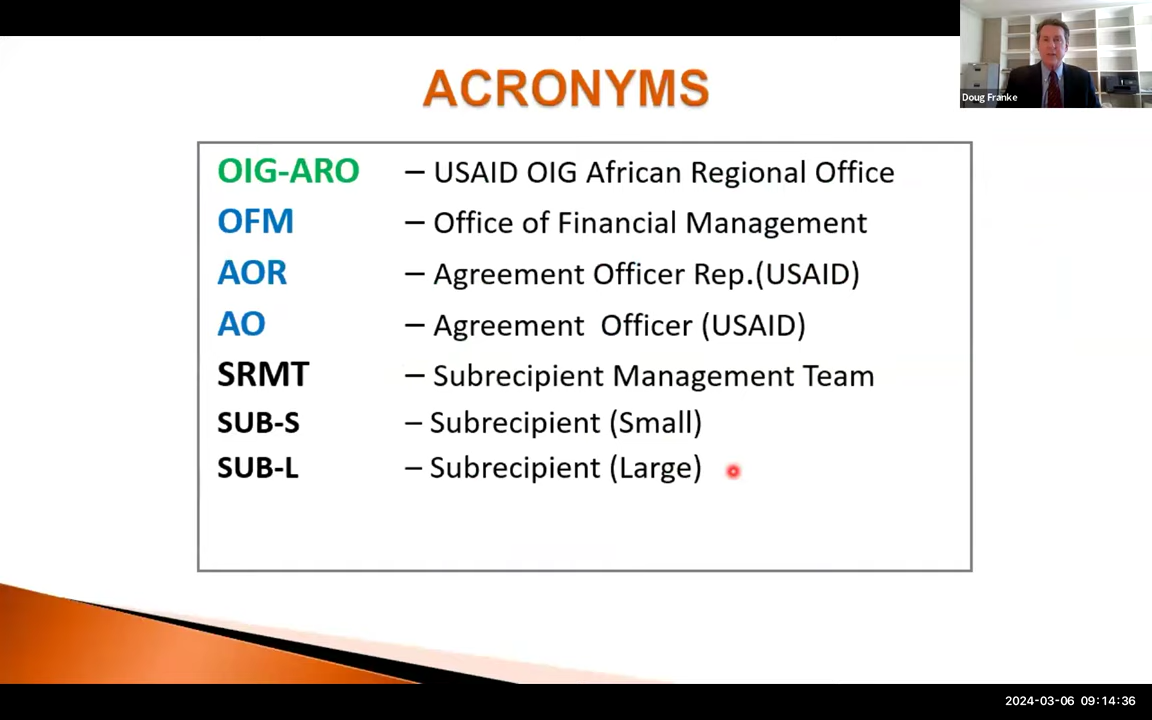 Doug Franke
ACRONYMS
OIG-ARO – USAID OIG African Regional Office
OFM – Office of Financial Management
AOR – Agreement Officer Rep.(USAID)
AO – Agreement  Officer (USAID)
SRMT – Subrecipient Management Team
SUB-S – Subrecipient (Small)
SUB-L – Subrecipient (Large)
2024-03-06 09:14:36